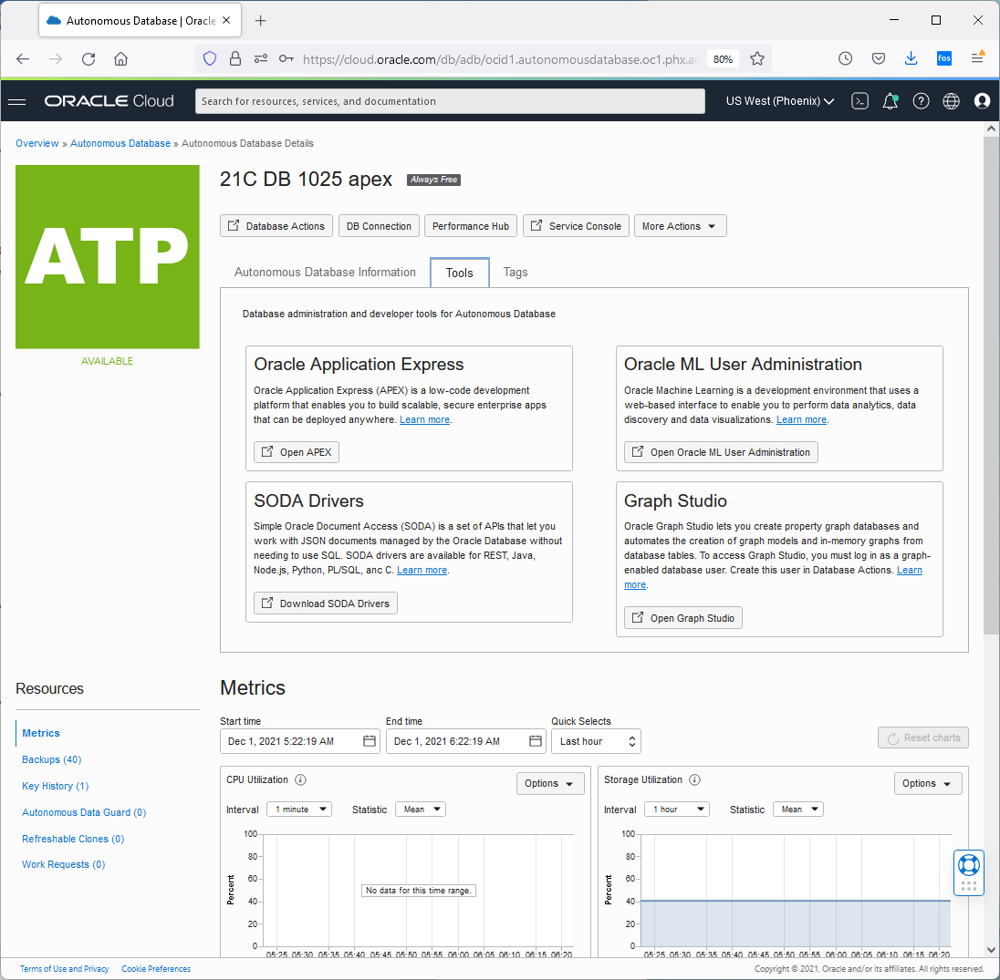 Autonomous Database | Oracle
https://cloud.oracle.com/db/adb/ocid1.autonomousdatabase.oc1.phx.an
80%
fos
ORACLE Cloud
Search for resources, services, and documentation
US West (Phoenix)
Overview » Autonomous Database » Autonomous Database Details
ATP
AVAILABLE
21C DB 1025 apex
Always Free
Database Actions
DB Connection
Performance Hub
Service Console
More Actions
Autonomous Database Information
Tools
Tags
Database administration and developer tools for Autonomous Database
Oracle Application Express
Oracle Application Express (APEX) is a low-code development
platform that enables you to build scalable, secure enterprise apps
that can be deployed anywhere. Learn more.
Open APEX
Oracle ML User Administration
Oracle Machine Learning is a development environment that uses a
web-based interface to enable you to perform data analytics, data
discovery and data visualizations. Learn more.
Open Oracle ML User Administration
SODA Drivers
Simple Oracle Document Access (SODA) is a set of APIs that let you
work with JSON documents managed by the Oracle Database without
needing to use SQL. SODA drivers are available for REST, Java,
Node.js, Python, PL/SQL, anc C. Learn more.
Download SODA Drivers
Graph Studio
Oracle Graph Studio lets you create property graph databases and
automates the creation of graph models and in-memory graphs from
database tables. To access Graph Studio, you must log in as a graph-
enabled database user. Create this user in Database Actions. Learn
more.
Open Graph Studio
Resources
Metrics
Backups (40)
Key History (1)
Autonomous Data Guard (0)
Refreshable Clones (0)
Work Requests (0)
Metrics
Start time
Dec 1, 2021 5:22:19 AM
End time
Dec 1, 2021 6:22:19 AM
Quick Selects
Last hour
Reset charts
CPU Utilization
Options
Interval
1 minute
Statistic
Mean
100
80
60
40
20
0
Percent
No data for this time range.
05:25 05:30 05:35 05:40 05:45 05:50 05:55 06:00 06:05 06:10 06:15 06:20
Storage Utilization
Options
Interval
1 hour
Statistic
Mean
100
80
60
40
20
0
Percent
05:25 05:30 05:35 05:40 05:45 05:50 05:55 06:00 06:05 06:10 06:15 06:20
Terms of Use and Privacy
Cookie Preferences
Copyright © 2021, Oracle and/or its affiliates. All rights reserved.